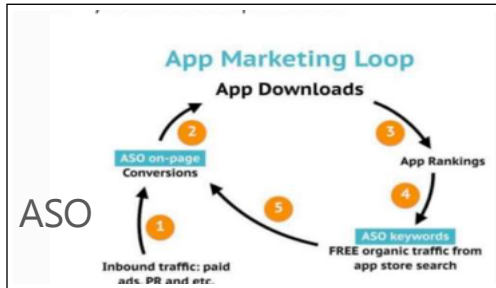 App Marketing Loop
App Downloads
2
3
ASO on-page
Conversions
App Rankings
4
ASO
1
5
ASO keywords
FREE organic traffic from
app store search
Inbound traffic: paid
ads, PR and etc.